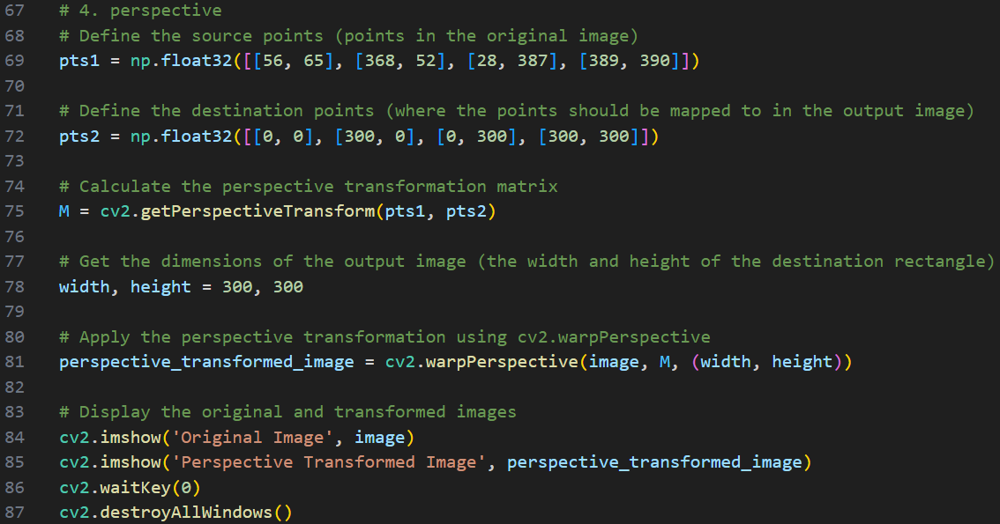 67 # 4. perspective
68 # Define the source points (points in the original image)
69 pts1 = np.float32([[56, 65], [368, 52], [28, 387], [389, 390]])
70
71 # Define the destination points (where the points should be mapped to in the output image)
72 pts2 = np.float32([[0, 0], [300, 0], [0, 300], [300, 300]])
73
74 # Calculate the perspective transformation matrix
75 M = cv2.getPerspectiveTransform(pts1, pts2)
76
77 # Get the dimensions of the output image (the width and height of the destination rectangle)
78 width, height = 300, 300
79
80 # Apply the perspective transformation using cv2.warpPerspective
81 perspective_transformed_image = cv2.warpPerspective(image, M, (width, height))
82
83 # Display the original and transformed images
84 cv2.imshow('Original Image', image)
85 cv2.imshow('Perspective Transformed Image', perspective_transformed_image)
86 cv2.waitKey(0)
87 cv2.destroyAllWindows()